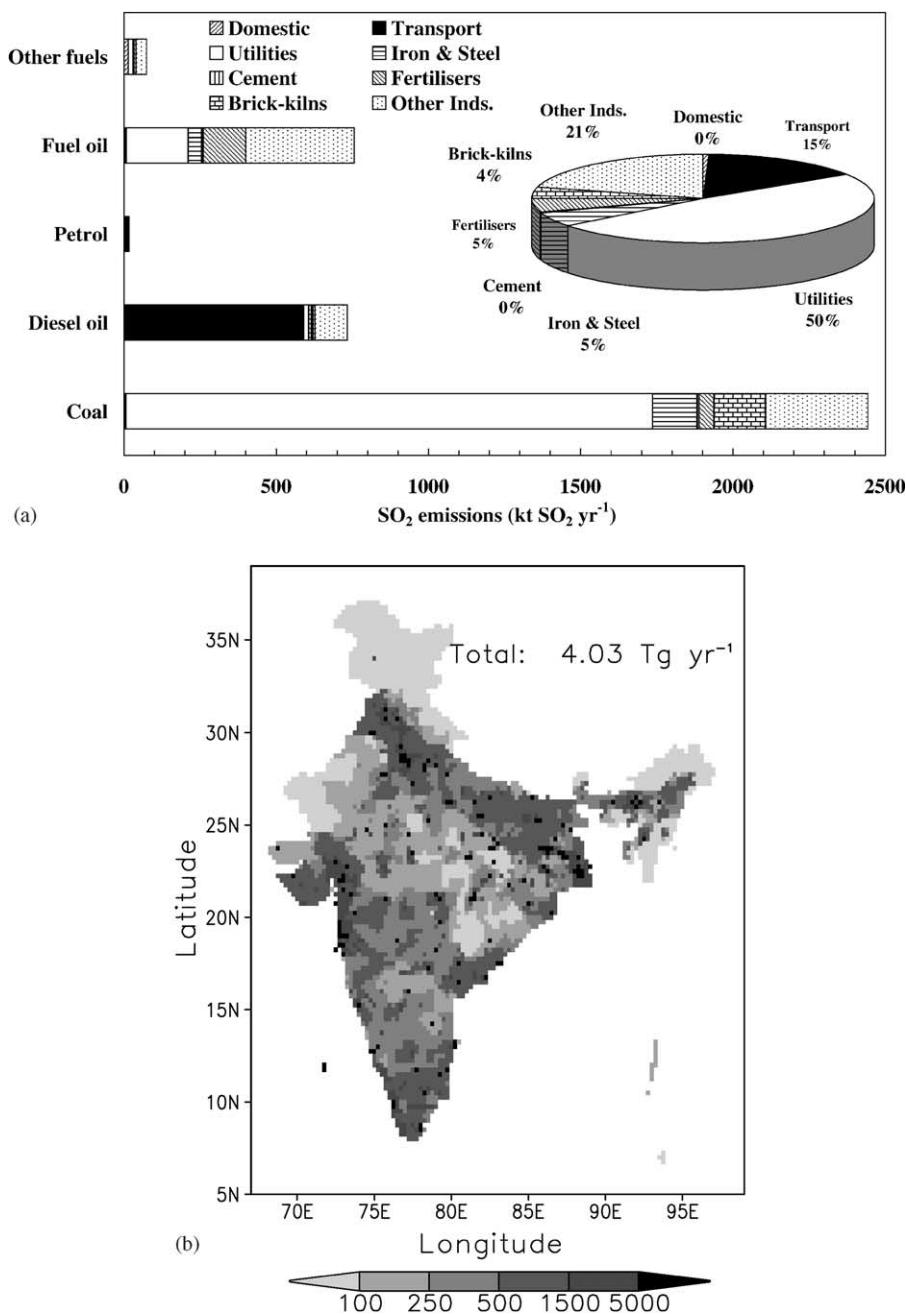 Domestic
Transport
Utilities
Iron & Steel
Cement
Fertilisers
Brick-kilns
Other Inds.
Other fuels
Fuel oil
Petrol
Diesel oil
Coal
Other Inds.
21%
Domestic
0%
Transport
15%
Brick-kilns
4%
Fertilisers
5%
Cement
0%
Iron & Steel
5%
Utilities
50%
0 500 1000 1500 2000 2500
(a)
SO₂ emissions (kt SO₂ yr⁻¹)
Total: 4.03 Tg yr⁻¹
35N
30N
25N
20N
15N
10N
5N
Latitude
70E 75E 80E 85E 90E 95E
(b)
Longitude
100 250 500 1500 5000